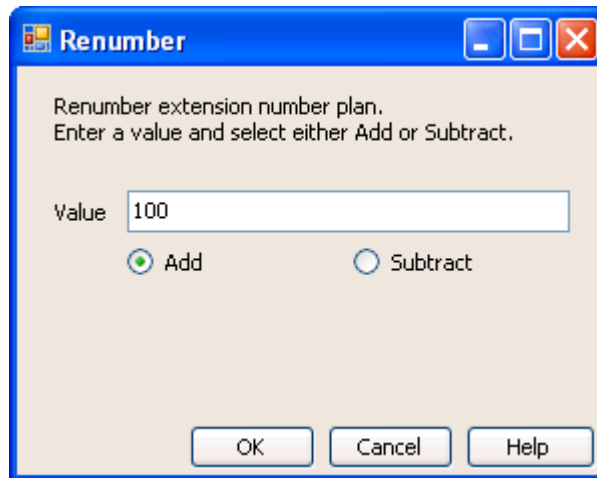 Renumber
Renumber extension number plan.
Enter a value and select either Add or Subtract.
Value 100
Add Subtract
OK Cancel Help